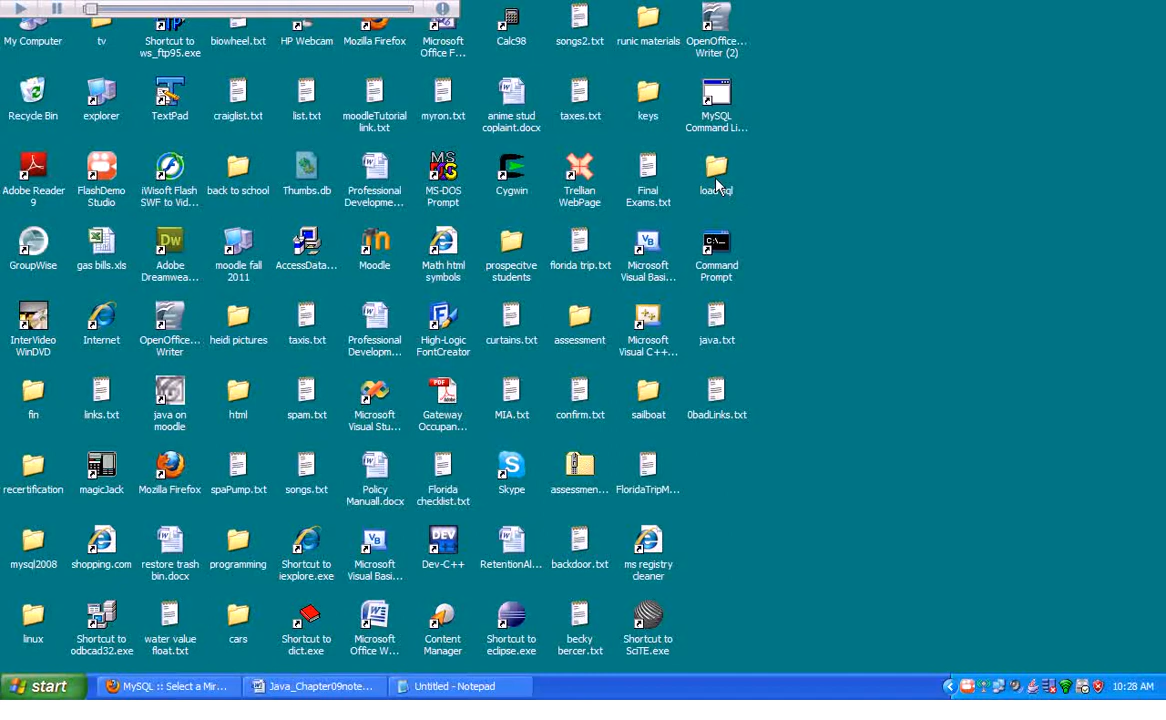 My Computer
tv
Shortcut to
ws_ftp95.exe
biowheel.txt
HP Webcam
Mozilla Firefox
Microsoft
Office F...
Calc98
songs2.txt
runic materials
OpenOffice...
Writer (2)
Recycle Bin
explorer
TextPad
craiglist.txt
list.txt
moodleTutorial
link.txt
myron.txt
anime stud
coplaint.docx
taxes.txt
keys
MySQL
Command Li...
Adobe Reader
9
FlashDemo
Studio
iWisoft Flash
SWF to Vid...
back to school
Thumbs.db
Professional
Developme...
MS-DOS
Prompt
Cygwin
Trellian
WebPage
Final
Exams.txt
GroupWise
gas bills.xls
Adobe
Dreamwea...
moodle fall
2011
AccessData...
Moodle
Math html
symbols
prospecitve
students
florida trip.txt
Microsoft
Visual Basi...
Command
Prompt
InterVideo
WinDVD
Internet
OpenOffice...
Writer
heidi pictures
taxis.txt
Professional
Developm...
High-Logic
FontCreator
curtains.txt
assessment
Microsoft
Visual C++...
java.txt
fin
links.txt
java on
moodle
html
spam.txt
Microsoft
Visual Stu...
Gateway
Occupan...
MIA.txt
confirm.txt
sailboat
0badLinks.txt
recertification
magicJack
Mozilla Firefox
spaPump.txt
songs.txt
Policy
Manuall.docx
Florida
checklist.txt
Skype
assessmen...
FloridaTripM...
mysql2008
shopping.com
restore trash
bin.docx
programming
Shortcut to
iexplore.exe
Microsoft
Visual Basi...
Dev-C++
RetentionAl...
backdoor.txt
ms registry
cleaner
linux
Shortcut to
odbcad32.exe
water value
float.txt
cars
Shortcut to
dict.exe
Microsoft
Office W...
Content
Manager
Shortcut to
eclipse.exe
becky
bercer.txt
Shortcut to
SciTE.exe
start
MySQL :: Select a Mir...
Java_Chapter09note...
Untitled - Notepad
10:28 AM